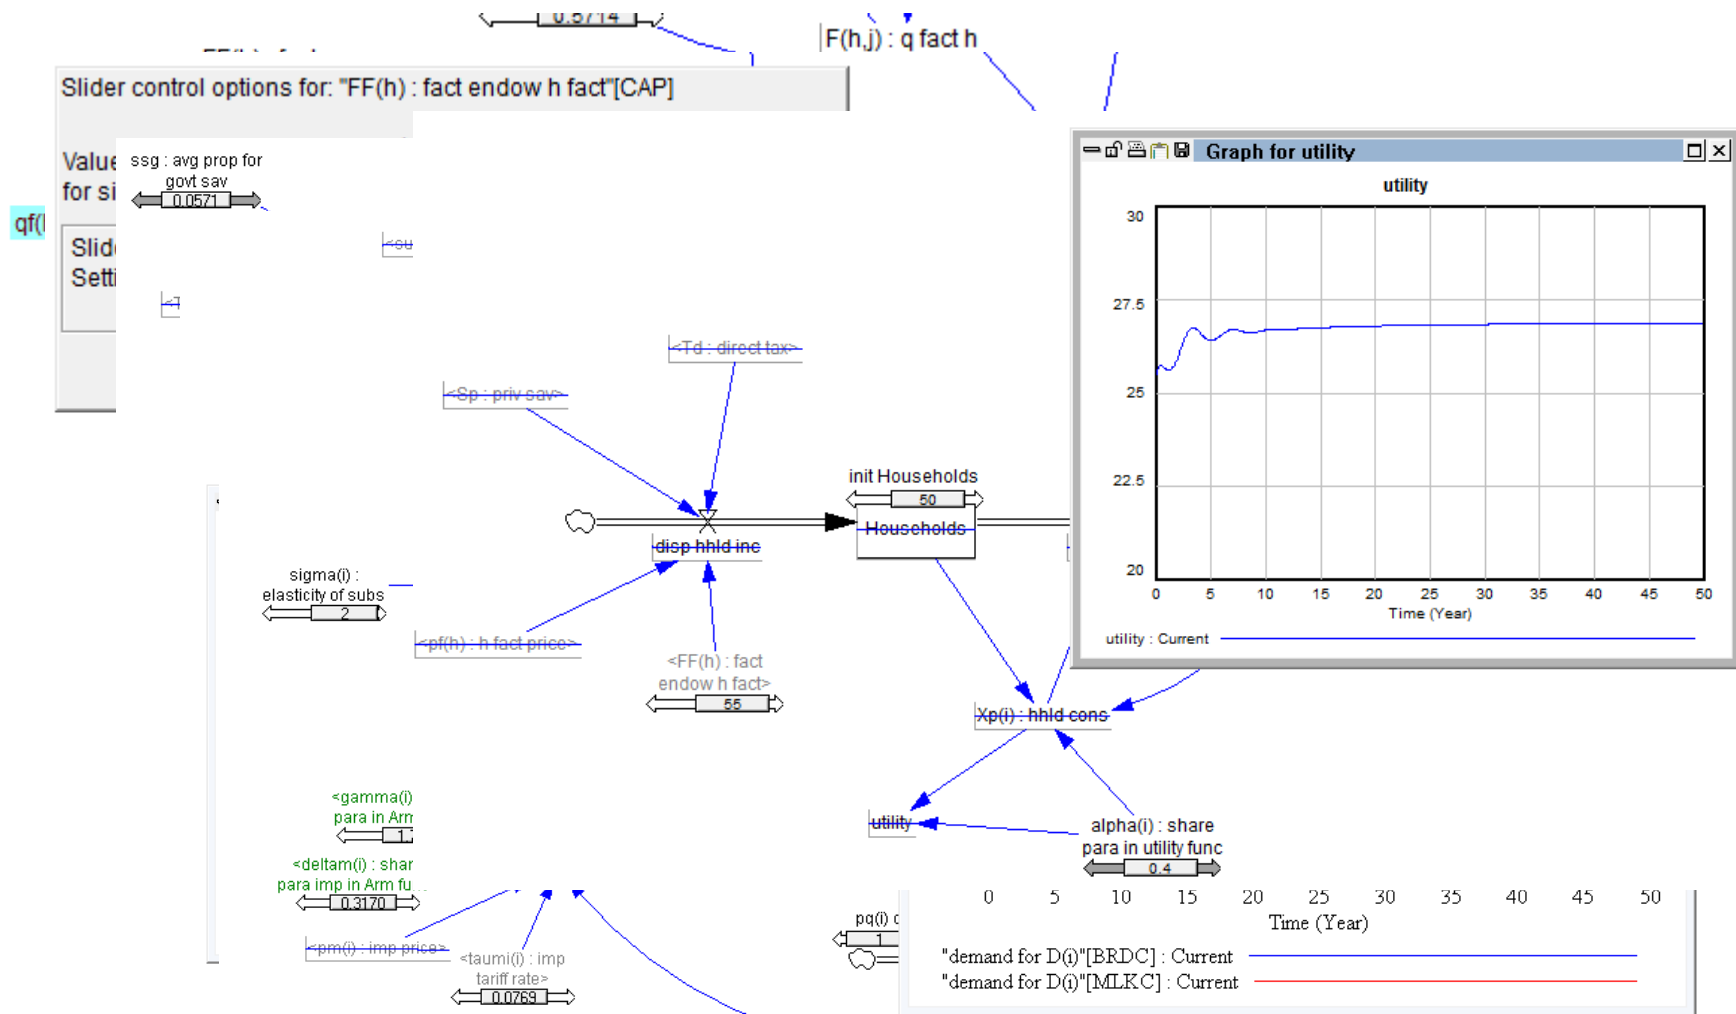 0.5714
F(h,j) : q fact h
Slider control options for: "FF(h) : fact endow h fact"[CAP]
Value
for si
ssg : avg prop for
govt sav
0.0571
qf(
Slid
Setti
<su
Graph for utility
utility
30
27.5
25
22.5
20
0 5 10 15 20 25 30 35 40 45 50
Time (Year)
utility : Current
<Td : direct tax>
<Sp : priv sav>
init Households
50
Households
disp hhld inc
sigma(i) :
elasticity of subs
2
<pf(h) : h fact price>
<FF(h) : fact
endow h fact>
55
Xp(i) : hhld cons
<gamma(i)
para in Arm
1.
utility
alpha(i) : share
para in utility func
0.4
<deltam(i) : shar
para imp in Arm fu
0.3170
<pm(i) : imp price>
<taumi(i) : imp
tariff rate>
0.0769
pq(i) c
1
0 5 10 15 20 25 30 35 40 45 50
Time (Year)
"demand for D(i)"[BRDC] : Current
"demand for D(i)"[MLKC] : Current